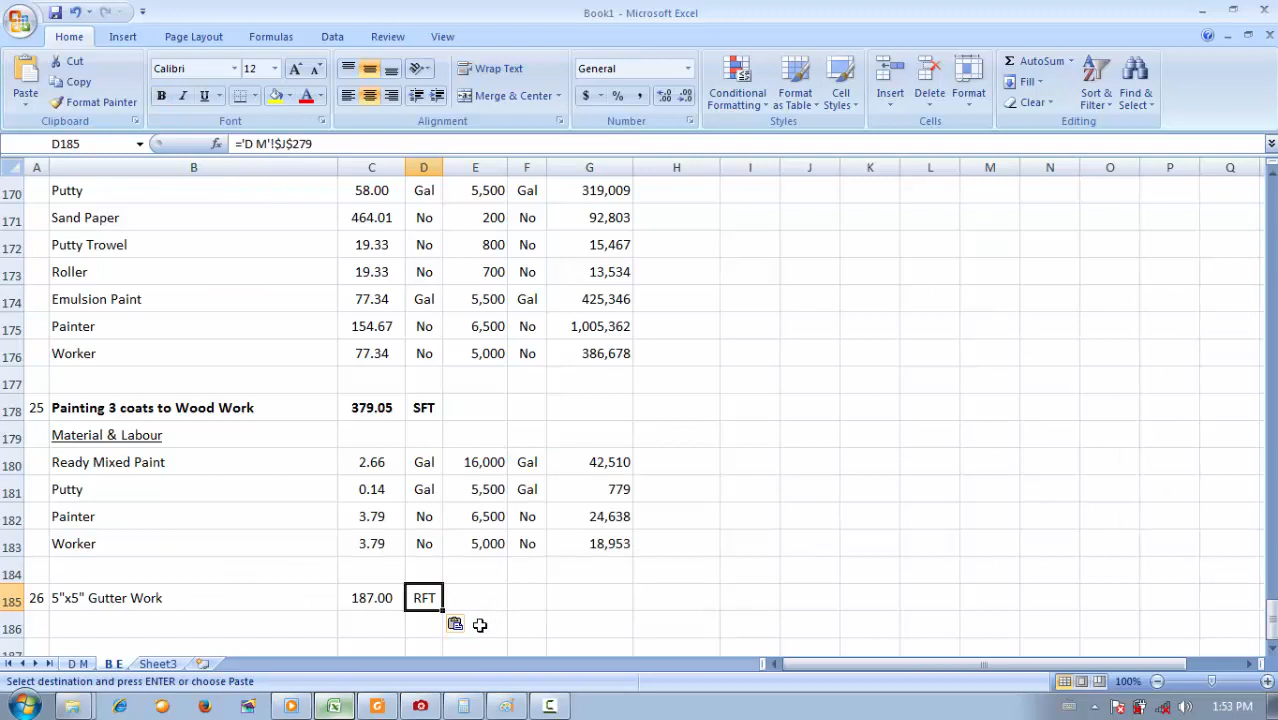 Book1 - Microsoft Excel
Home Insert Page Layout Formulas Data Review View
Paste Cut Copy Format Painter
Calibri 12 A A
B I U A
Wrap Text
Merge & Center
General
$ % ,
Conditional Formatting Format as Table Cell Styles
Insert Delete Format
Σ AutoSum Fill Clear
Sort & Filter Find & Select
Clipboard Font Alignment Number Styles Cells Editing
D185 fx ='D M'!$J$279
A B C D E F G H I J K L M N O P Q
170 Putty 58.00 Gal 5,500 Gal 319,009
171 Sand Paper 464.01 No 200 No 92,803
172 Putty Trowel 19.33 No 800 No 15,467
173 Roller 19.33 No 700 No 13,534
174 Emulsion Paint 77.34 Gal 5,500 Gal 425,346
175 Painter 154.67 No 6,500 No 1,005,362
176 Worker 77.34 No 5,000 No 386,678
177
178 25 Painting 3 coats to Wood Work 379.05 SFT
179 Material & Labour
180 Ready Mixed Paint 2.66 Gal 16,000 Gal 42,510
181 Putty 0.14 Gal 5,500 Gal 779
182 Painter 3.79 No 6,500 No 24,638
183 Worker 3.79 No 5,000 No 18,953
184
185 26 5"x5" Gutter Work 187.00 RFT
186
187
D M B E Sheet3
Select destination and press ENTER or choose Paste 100%
1:53 PM